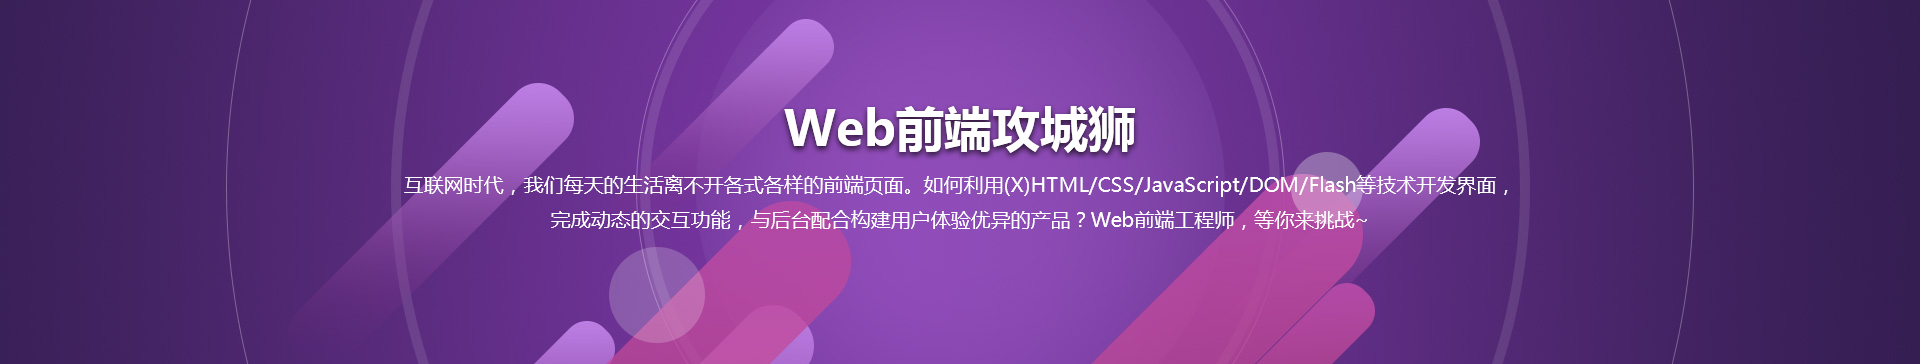 Web前端攻城狮
互联网时代，我们每天的生活离不开各式各样的前端页面。如何利用(X)HTML/CSS/JavaScript/DOM/Flash等技术开发界面，
完成动态的交互功能，与后台配合构建用户体验优异的产品？Web前端工程师，等你来挑战~